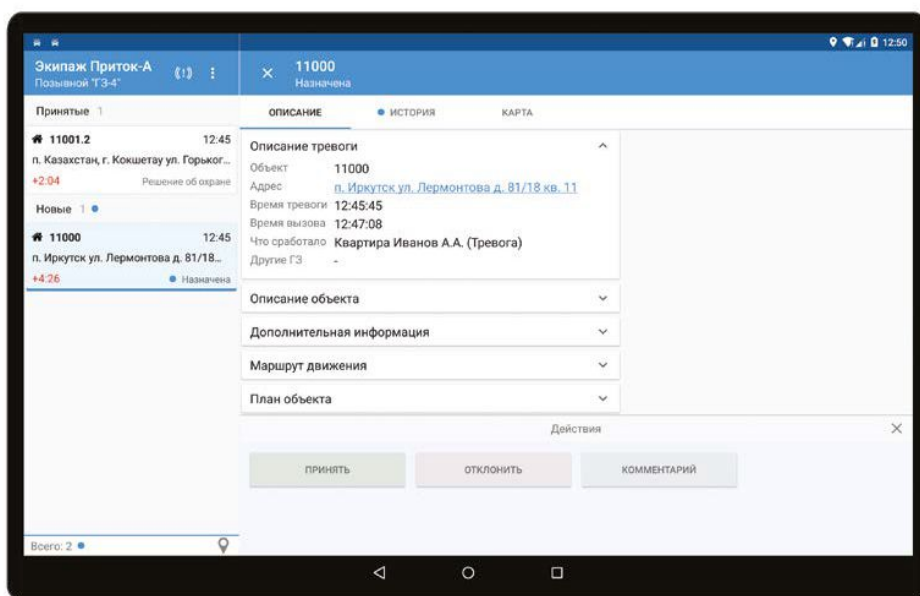 12:50
Экипаж Приток-А
Позывной "ГЗ-4"
11000
Назначена
Принятые 1
ОПИСАНИЕ
ИСТОРИЯ
КАРТА
11001.2 12:45
п. Казахстан, г. Кокшетау ул. Горьког...
+2:04 Решение об охране
Новые 1
11000 12:45
п. Иркутск ул. Лермонтова д. 81/18...
+4:26 Назначена
Описание тревоги
Объект 11000
Адрес п. Иркутск ул. Лермонтова д. 81/18 кв. 11
Время тревоги 12:45:45
Время вызова 12:47:08
Что сработало Квартира Иванов А.А. (Тревога)
Другие ГЗ -
Описание объекта
Дополнительная информация
Маршрут движения
План объекта
Действия
ПРИНЯТЬ
ОТКЛОНИТЬ
КОММЕНТАРИЙ
Всего: 2